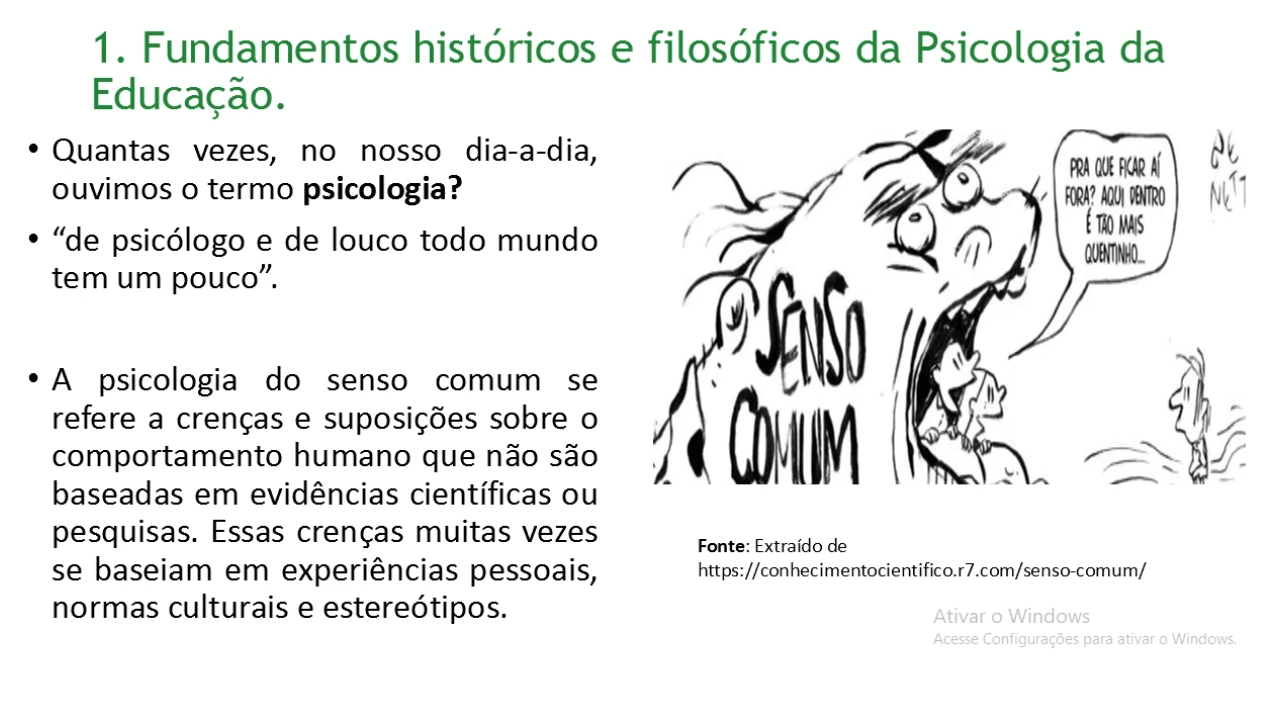 1. Fundamentos históricos e filosóficos da Psicologia da
Educação.
• Quantas vezes, no nosso dia-a-dia,
ouvimos o termo psicologia?
• “de psicólogo e de louco todo mundo
tem um pouco”.
• A psicologia do senso comum se
refere a crenças e suposições sobre o
comportamento humano que não são
baseadas em evidências científicas ou
pesquisas. Essas crenças muitas vezes
se baseiam em experiências pessoais,
normas culturais e estereótipos.
SENSO
COMUM
PRA QUE FICAR AÍ
FORA? AQUI DENTRO
É TÃO MAIS
QUENTINHO...
Fonte: Extraído de
https://conhecimentocientifico.r7.com/senso-comum/
Ativar o Windows
Acesse Configurações para ativar o Windows.